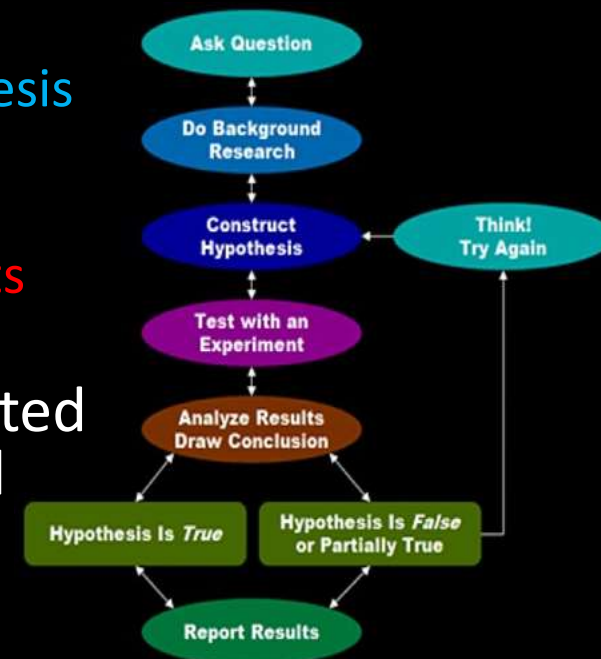 esis
ted
Ask Question
Do Background
Research
Construct
Hypothesis
Think!
Try Again
Test with an
Experiment
Analyze Results
Draw Conclusion
Hypothesis Is True
Hypothesis Is False
or Partially True
Report Results